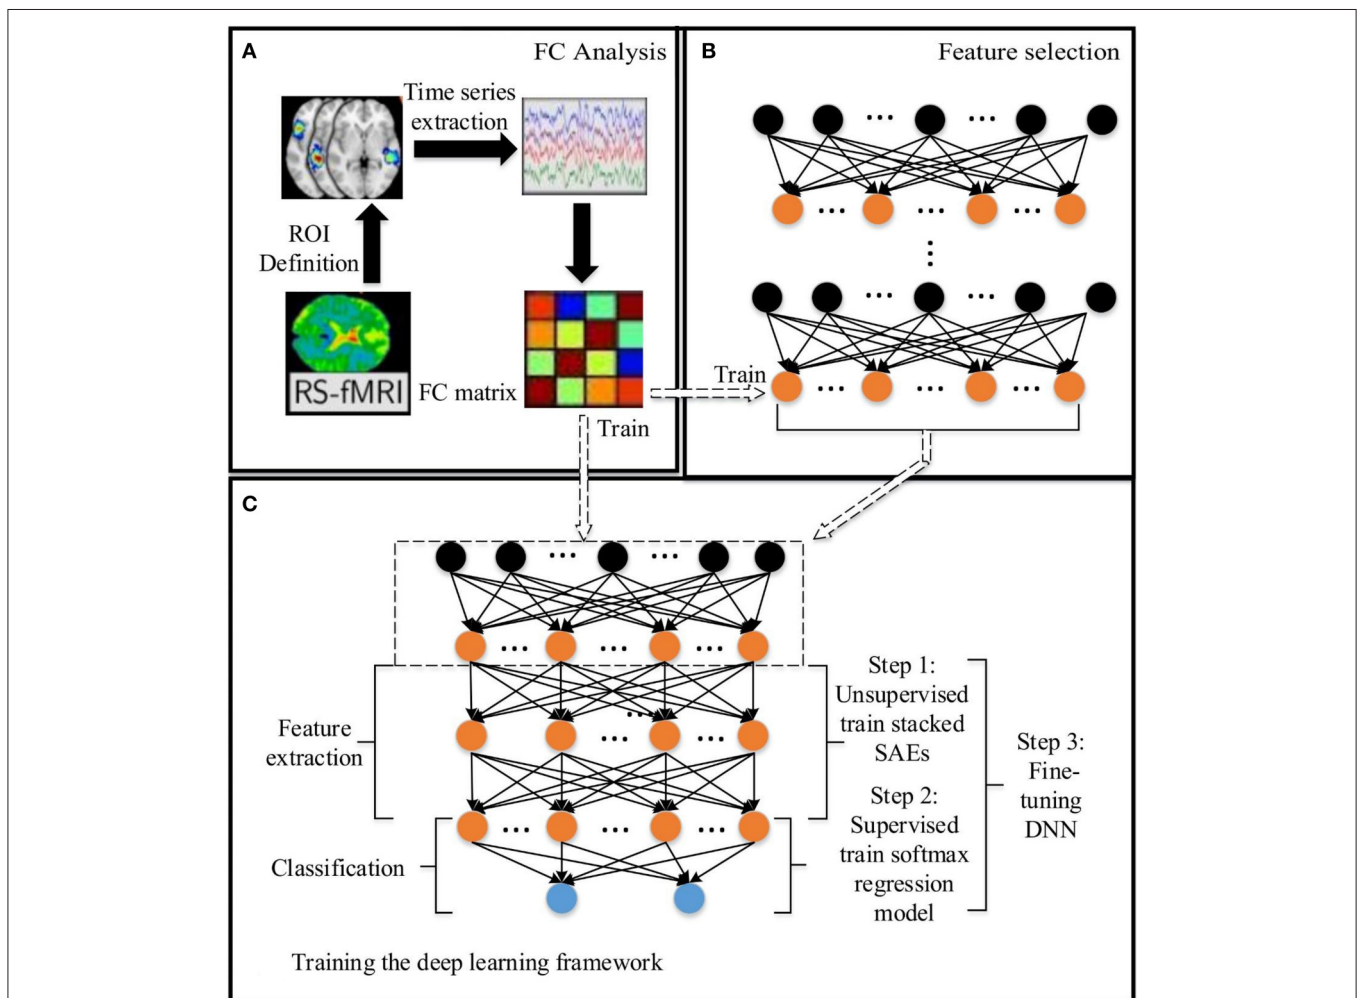 A
FC Analysis
Time series
extraction
ROI
Definition
RS-fMRI
FC matrix
Train
B
Feature selection
Train
C
Feature
extraction
Classification
Step 1:
Unsupervised
train stacked
SAEs
Step 2:
Supervised
train softmax
regression
model
Step 3:
Fine-
tuning
DNN
Training the deep learning framework